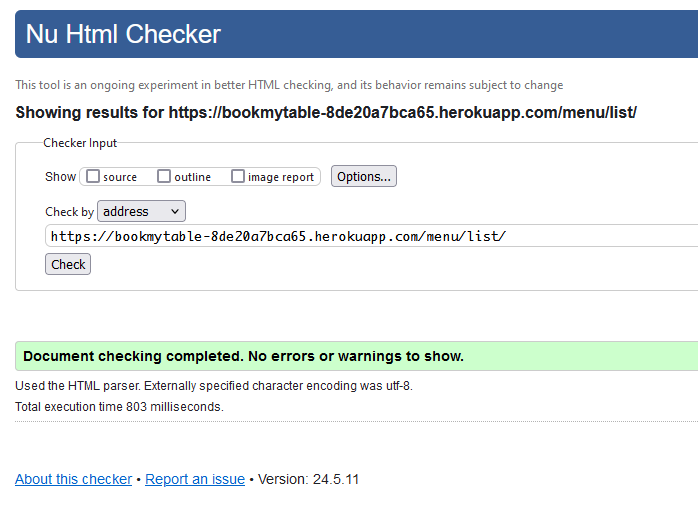 Nu Html Checker
This tool is an ongoing experiment in better HTML checking, and its behavior remains subject to change
Showing results for https://bookmytable-8de20a7bca65.herokuapp.com/menu/list/
Checker Input
Show source outline image report Options...
Check by address
https://bookmytable-8de20a7bca65.herokuapp.com/menu/list/
Check
Document checking completed. No errors or warnings to show.
Used the HTML parser. Externally specified character encoding was utf-8.
Total execution time 803 milliseconds.
About this checker • Report an issue • Version: 24.5.11